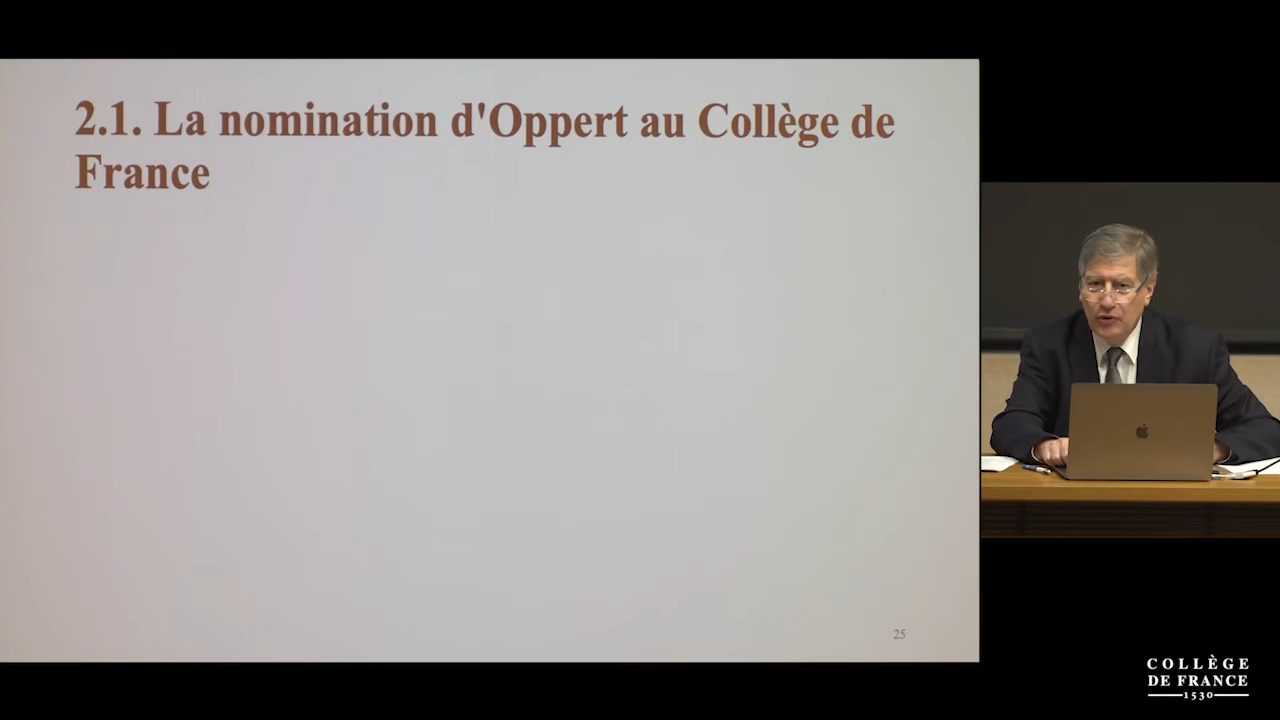 2.1. La nomination d'Oppert au Collège de
France
25
COLLÈGE
DE FRANCE
1530